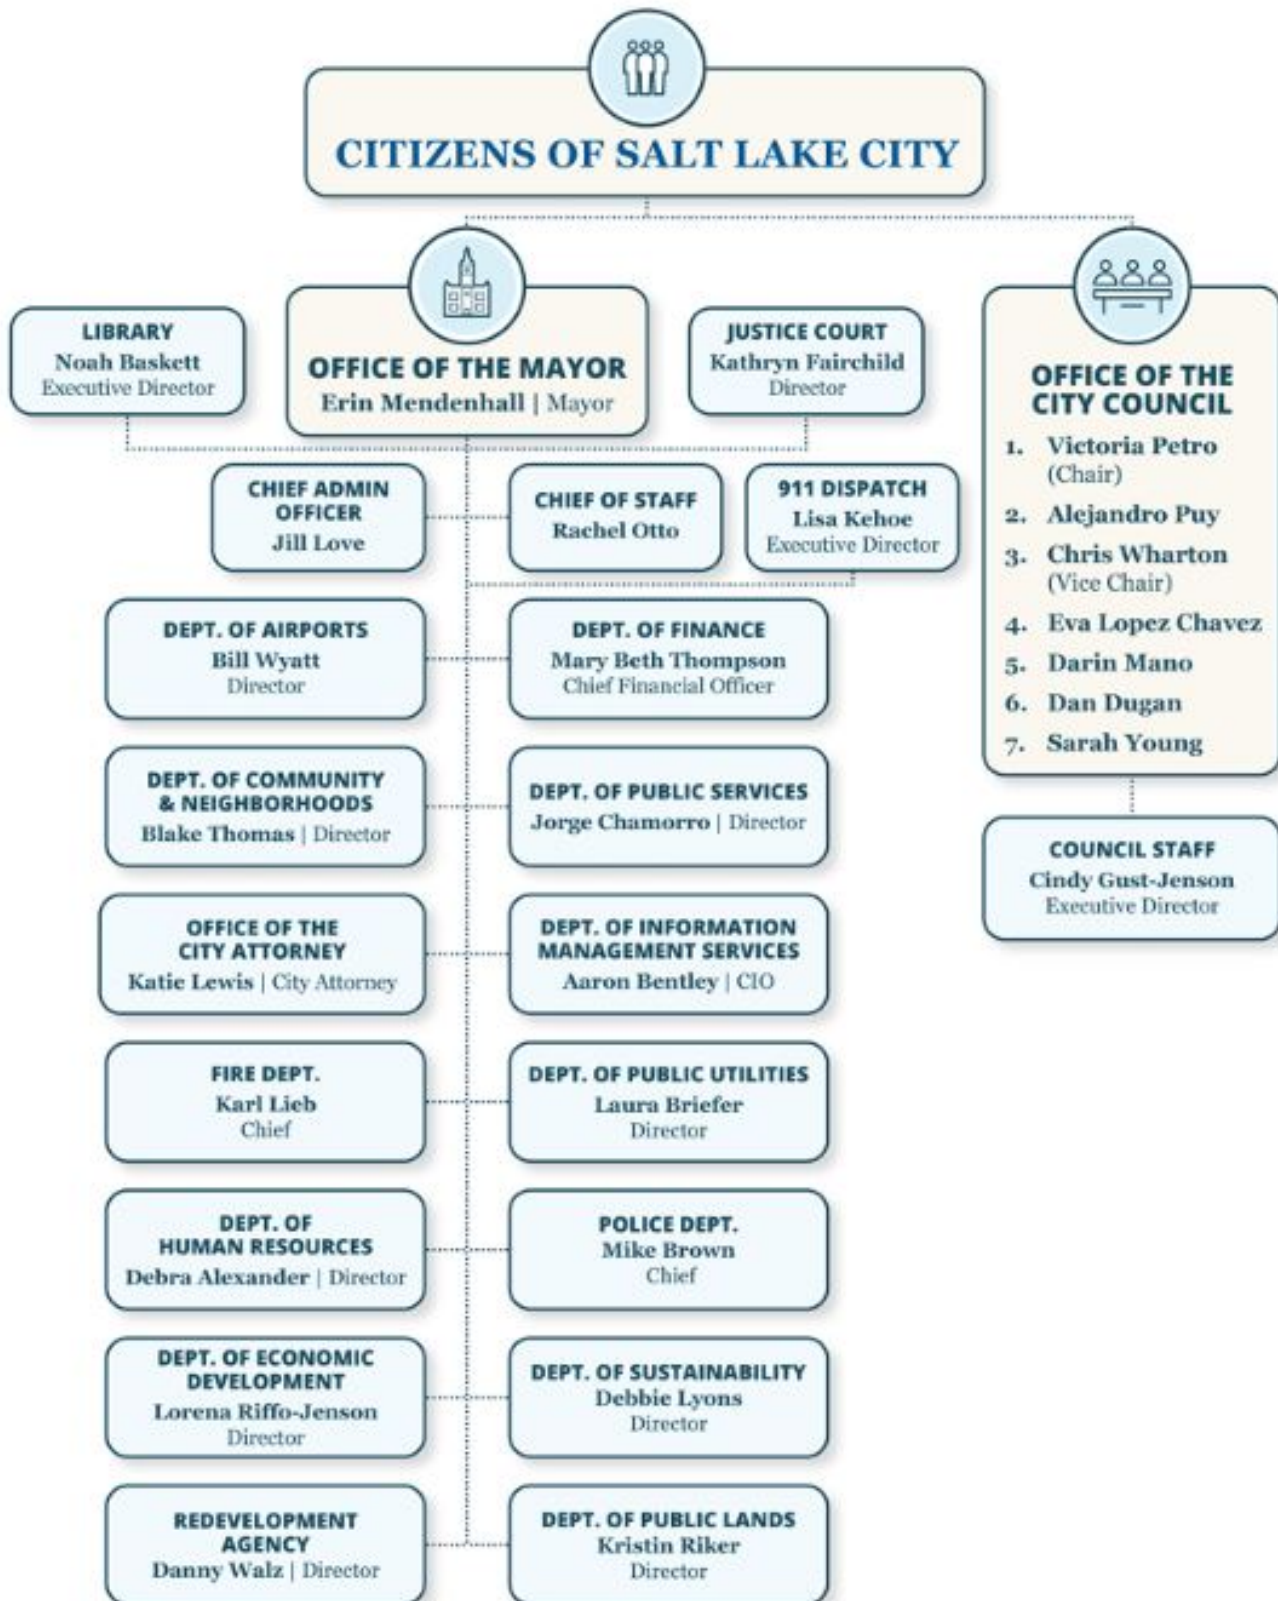 CITIZENS OF SALT LAKE CITY
LIBRARY
Noah Baskett
Executive Director
OFFICE OF THE MAYOR
Erin Mendenhall | Mayor
JUSTICE COURT
Kathryn Fairchild
Director
OFFICE OF THE
CITY COUNCIL
1. Victoria Petro
(Chair)
2. Alejandro Puy
3. Chris Wharton
(Vice Chair)
4. Eva Lopez Chavez
5. Darin Mano
6. Dan Dugan
7. Sarah Young
COUNCIL STAFF
Cindy Gust-Jenson
Executive Director
CHIEF ADMIN
OFFICER
Jill Love
CHIEF OF STAFF
Rachel Otto
911 DISPATCH
Lisa Kehoe
Executive Director
DEPT. OF AIRPORTS
Bill Wyatt
Director
DEPT. OF FINANCE
Mary Beth Thompson
Chief Financial Officer
DEPT. OF COMMUNITY
& NEIGHBORHOODS
Blake Thomas | Director
DEPT. OF PUBLIC SERVICES
Jorge Chamorro | Director
OFFICE OF THE
CITY ATTORNEY
Katie Lewis | City Attorney
DEPT. OF INFORMATION
MANAGEMENT SERVICES
Aaron Bentley | CIO
FIRE DEPT.
Karl Lieb
Chief
DEPT. OF PUBLIC UTILITIES
Laura Briefer
Director
DEPT. OF
HUMAN RESOURCES
Debra Alexander | Director
POLICE DEPT.
Mike Brown
Chief
DEPT. OF ECONOMIC
DEVELOPMENT
Lorena Riffo-Jenson
Director
DEPT. OF SUSTAINABILITY
Debbie Lyons
Director
REDEVELOPMENT
AGENCY
Danny Walz | Director
DEPT. OF PUBLIC LANDS
Kristin Riker
Director